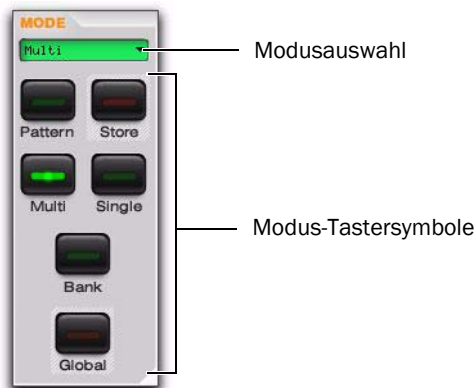 MODE
Multi
Modusauswahl
Pattern Store
Multi Single
Modus-Tastersymbole
Bank
Global